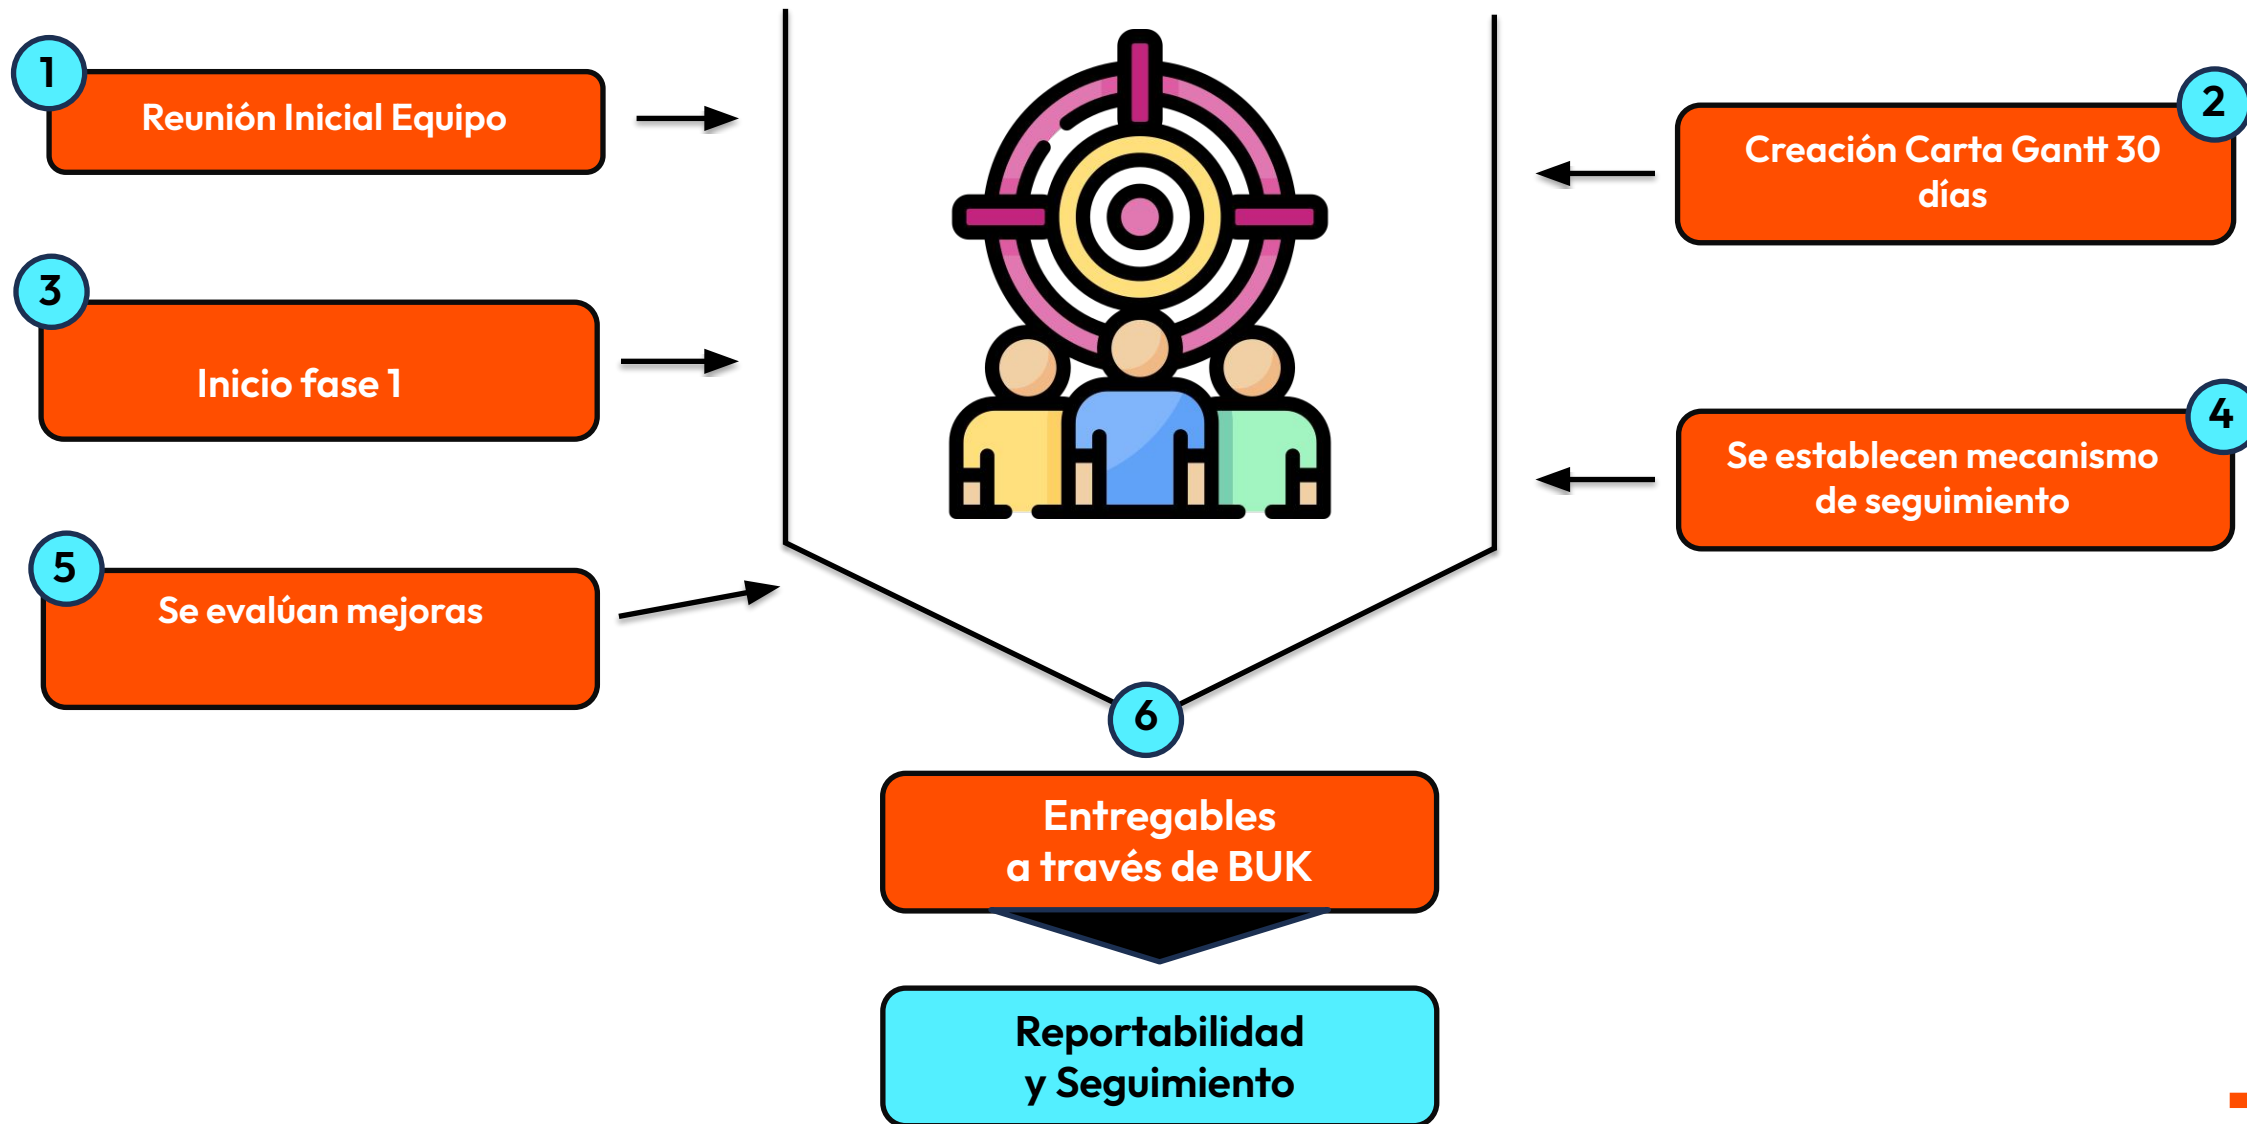 1
Reunión Inicial Equipo
2
Creación Carta Gantt 30
días
3
Inicio fase 1
4
Se establecen mecanismo
de seguimiento
5
Se evalúan mejoras
6
Entregables
a través de BUK
Reportabilidad
y Seguimiento